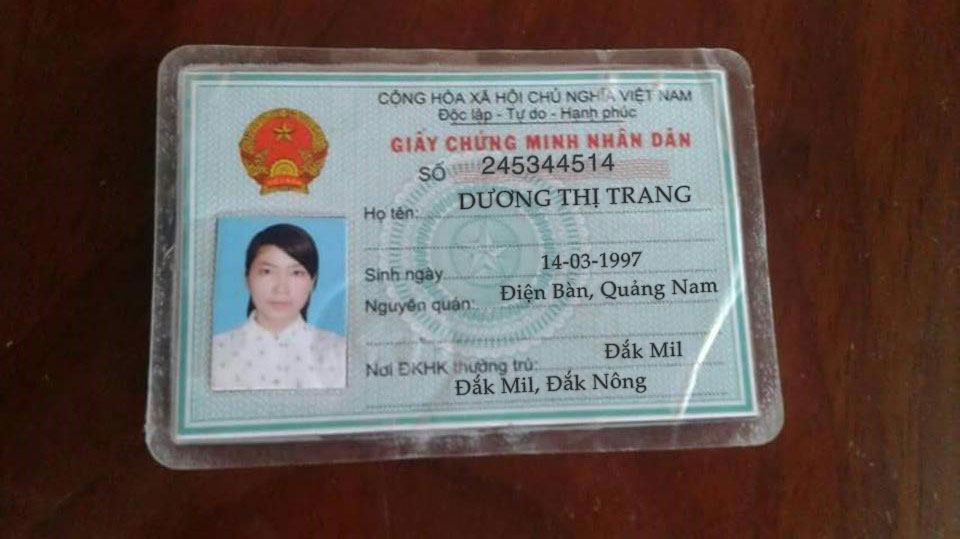 CỘNG HÒA XÃ HỘI CHỦ NGHĨA VIỆT NAM
Độc lập - Tự do - Hạnh phúc
GIẤY CHỨNG MINH NHÂN DÂN
SỐ 245344514
Họ tên: DƯƠNG THỊ TRANG
Sinh ngày 14-03-1997
Nguyên quán: Điện Bàn, Quảng Nam
Nơi ĐKHK thường trú: Đắk Mil
Đắk Mil, Đắk Nông